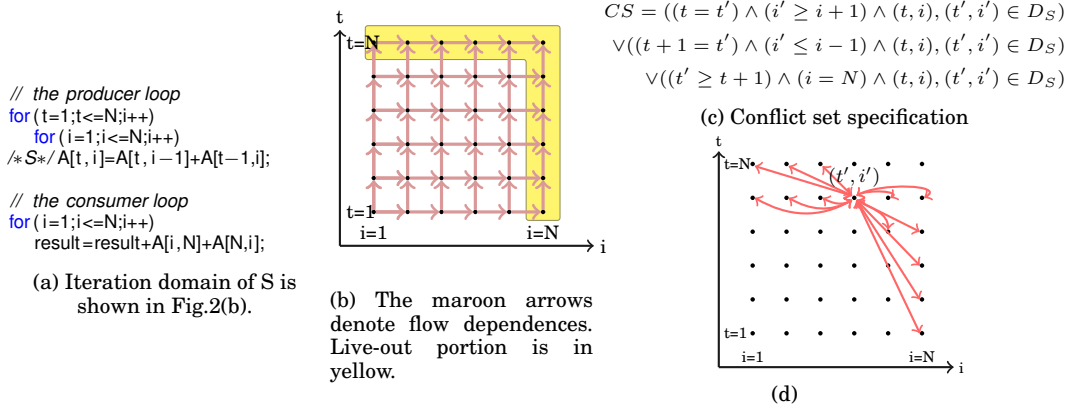 // the producer loop
for (t=1;t<=N;i++)
for (i=1;i<=N;i++)
/*S*/ A[t,i]=A[t,i-1]+A[t-1,i];
// the consumer loop
for (i=1;i<=N;i++)
result=result+A[i,N]+A[N,i];
(a) Iteration domain of S is
shown in Fig.2(b).
t
t=N
t=1
i=1
i=N
i
(b) The maroon arrows
denote flow dependences.
Live-out portion is in
yellow.
CS = ((t = t′) ∧ (i′ ≥ i + 1) ∧ (t, i), (t′, i′) ∈ D_S)
∨((t + 1 = t′) ∧ (i′ ≤ i − 1) ∧ (t, i), (t′, i′) ∈ D_S)
∨((t′ ≥ t + 1) ∧ (i = N) ∧ (t, i), (t′, i′) ∈ D_S)
(c) Conflict set specification
t
t=N
(t′, i′)
t=1
i=1
i=N
i
(d)